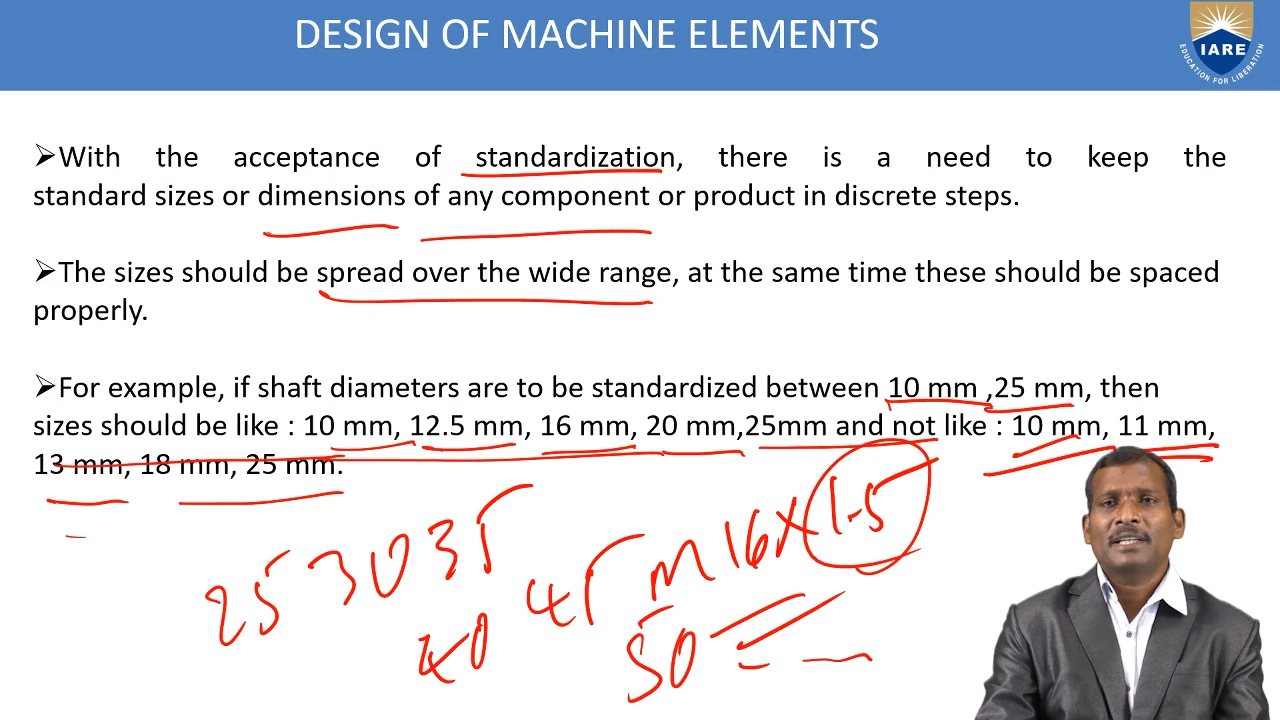 DESIGN OF MACHINE ELEMENTS
IARE
EDUCATION FOR LIBERATION
➢With the acceptance of standardization, there is a need to keep the
standard sizes or dimensions of any component or product in discrete steps.
➢The sizes should be spread over the wide range, at the same time these should be spaced
properly.
➢For example, if shaft diameters are to be standardized between 10 mm ,25 mm, then
sizes should be like : 10 mm, 12.5 mm, 16 mm, 20 mm,25mm and not like : 10 mm, 11 mm,
13 mm, 18 mm, 25 mm.
25 30 35
40 45
M16X1.5
50